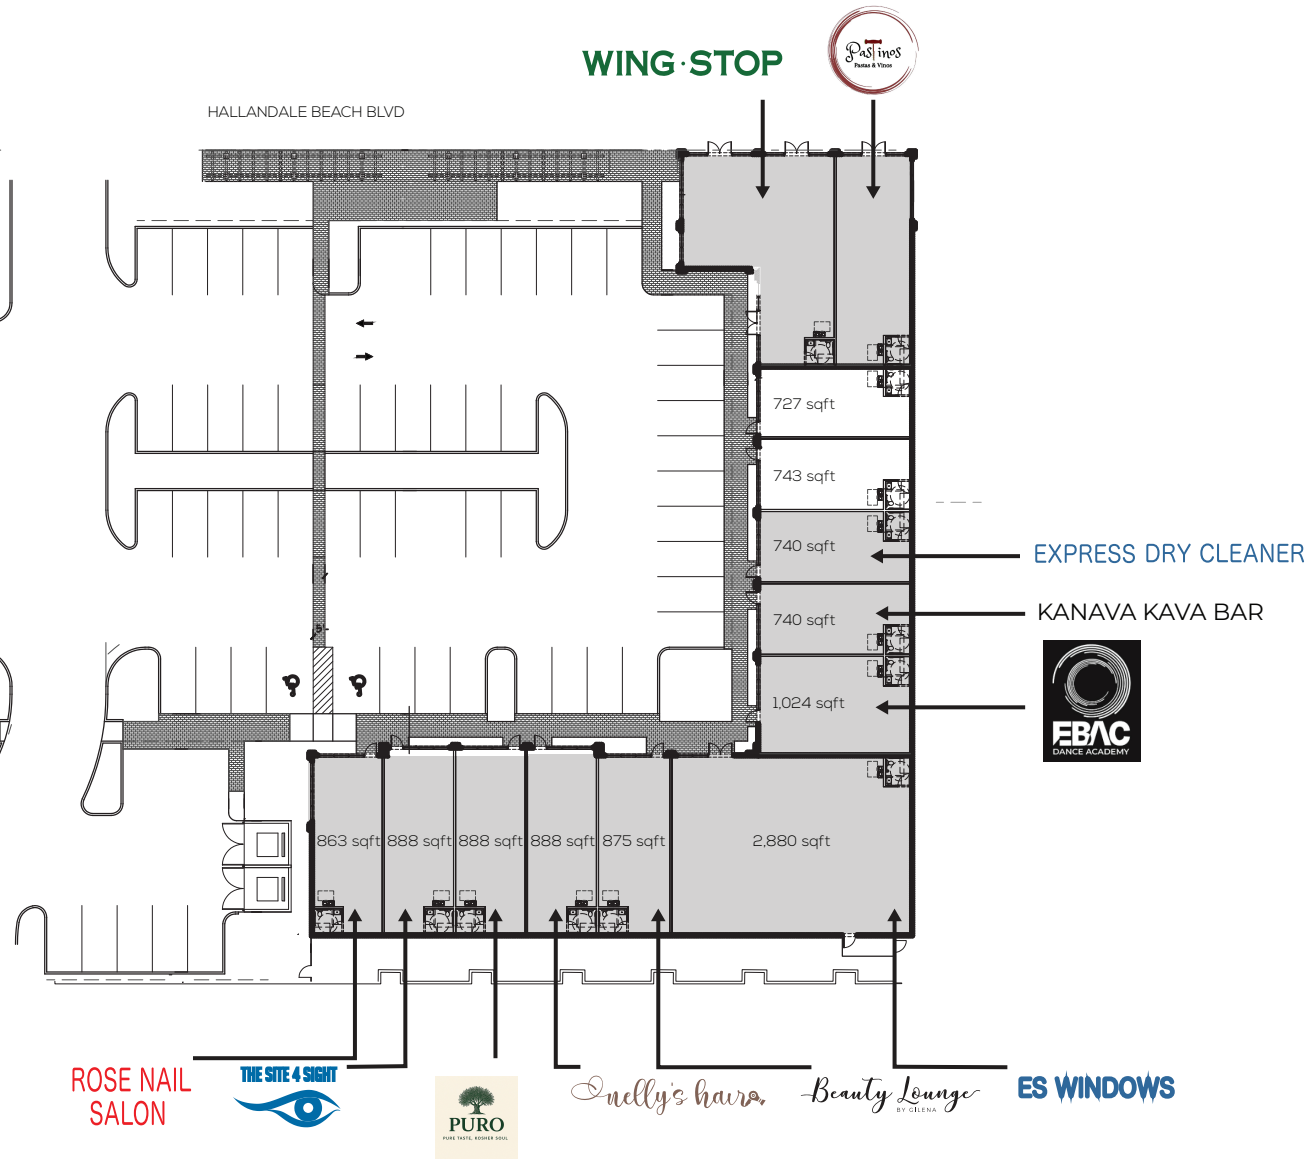 WING·STOP
Pastinos
Pastas & Vinos
HALLANDALE BEACH BLVD
727 sqft
743 sqft
740 sqft
EXPRESS DRY CLEANER
740 sqft
KANAVA KAVA BAR
1,024 sqft
EBAC
DANCE ACADEMY
863 sqft
888 sqft
888 sqft
888 sqft
875 sqft
2,880 sqft
ROSE NAIL
SALON
THE SITE 4 SIGHT
PURO
PURE TASTE, KOSHER SOUL
nelly's hair
Beauty Lounge
BY GILENA
ES WINDOWS